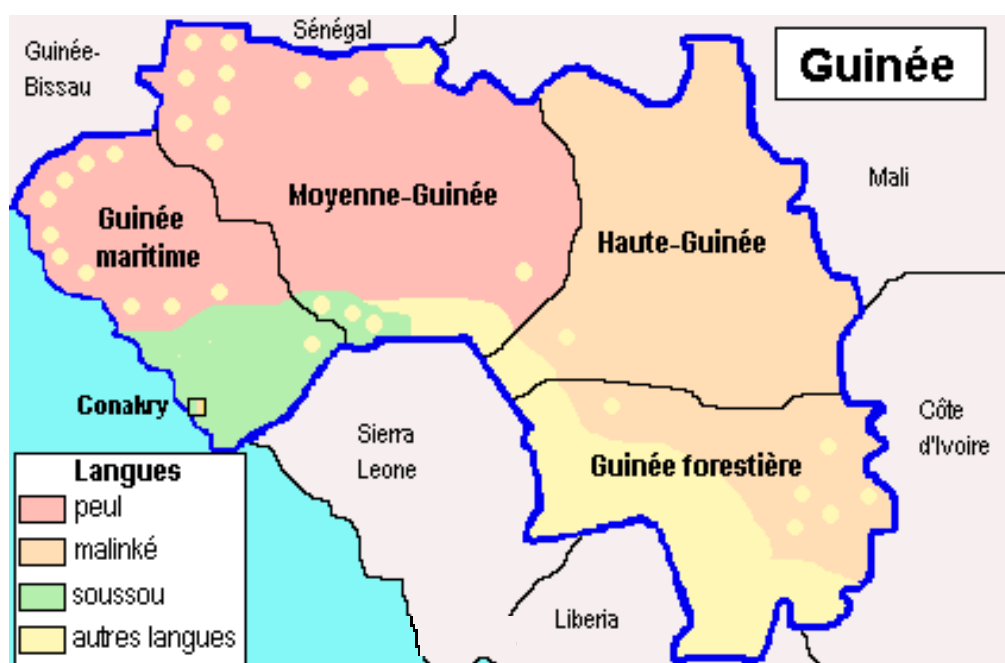 Sénégal
Guinée-
Bissau
Guinée
Mali
Moyenne-Guinée
Guinée
maritime
Haute-Guinée
Conakry
Côte
d'Ivoire
Sierra
Leone
Guinée forestière
Liberia
Langues
peul
malinké
soussou
autres langues